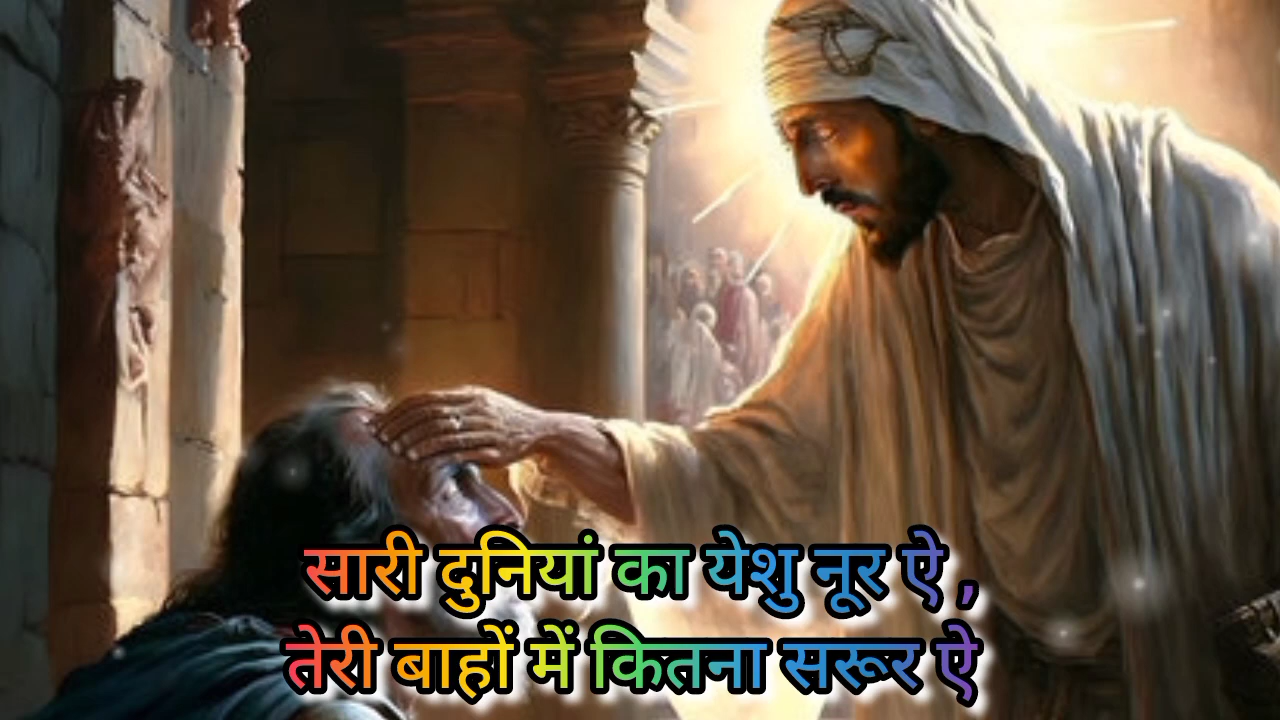 सारी दुनियां का येशु नूर ऐ ,
तेरी बाहों में कितना सरूर ऐ